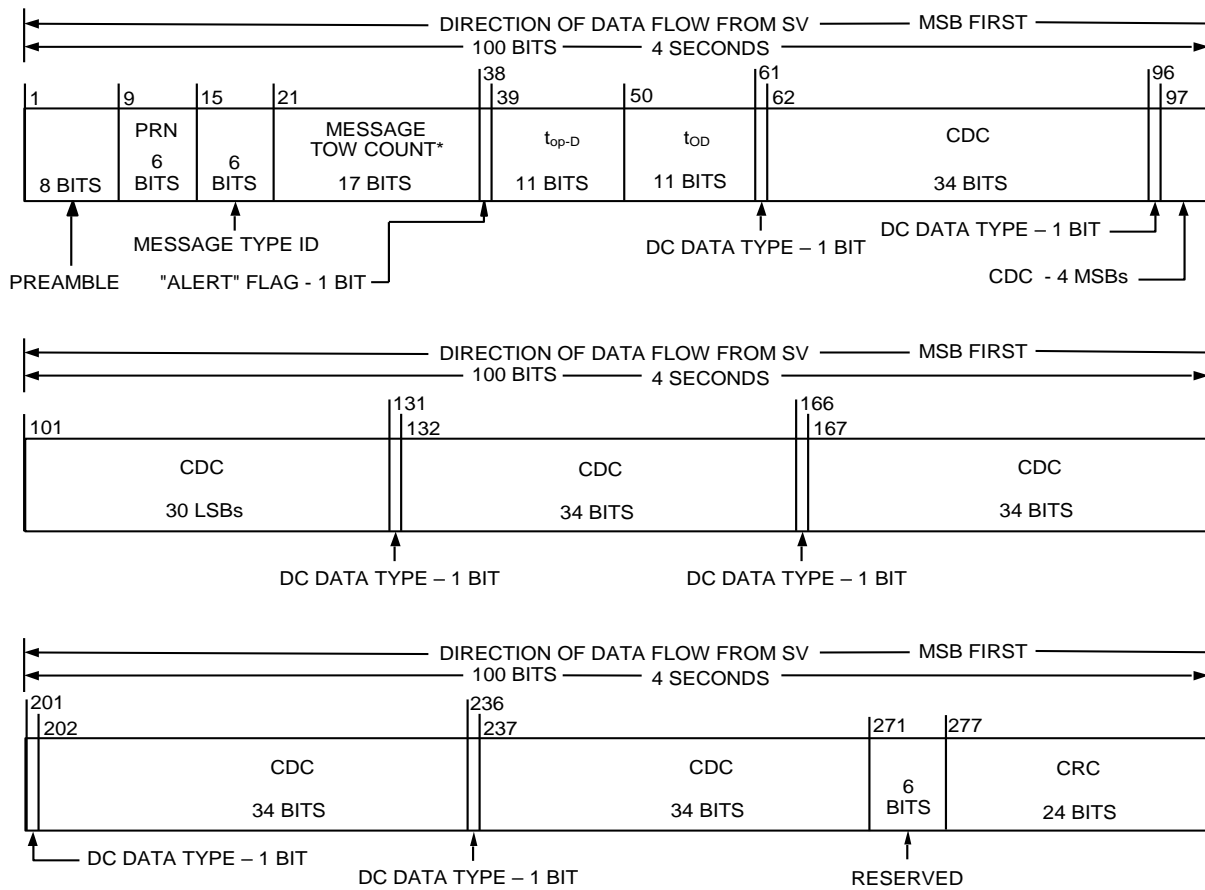 DIRECTION OF DATA FLOW FROM SV MSB FIRST
100 BITS 4 SECONDS
38 61 96
1 9 15 21 39 50 62 97
PRN MESSAGE
TOW COUNT* top-D tOD CDC
8 BITS 6 BITS 6 BITS 17 BITS 11 BITS 11 BITS 34 BITS
MESSAGE TYPE ID DC DATA TYPE – 1 BIT DC DATA TYPE – 1 BIT
PREAMBLE "ALERT" FLAG - 1 BIT CDC - 4 MSBs
DIRECTION OF DATA FLOW FROM SV MSB FIRST
100 BITS 4 SECONDS
131 166
101 132 167
CDC CDC CDC
30 LSBs 34 BITS 34 BITS
DC DATA TYPE – 1 BIT DC DATA TYPE – 1 BIT
DIRECTION OF DATA FLOW FROM SV MSB FIRST
100 BITS 4 SECONDS
201 236
202 237 271 277
CDC CDC CRC
34 BITS 34 BITS 6 BITS 24 BITS
DC DATA TYPE – 1 BIT DC DATA TYPE – 1 BIT RESERVED